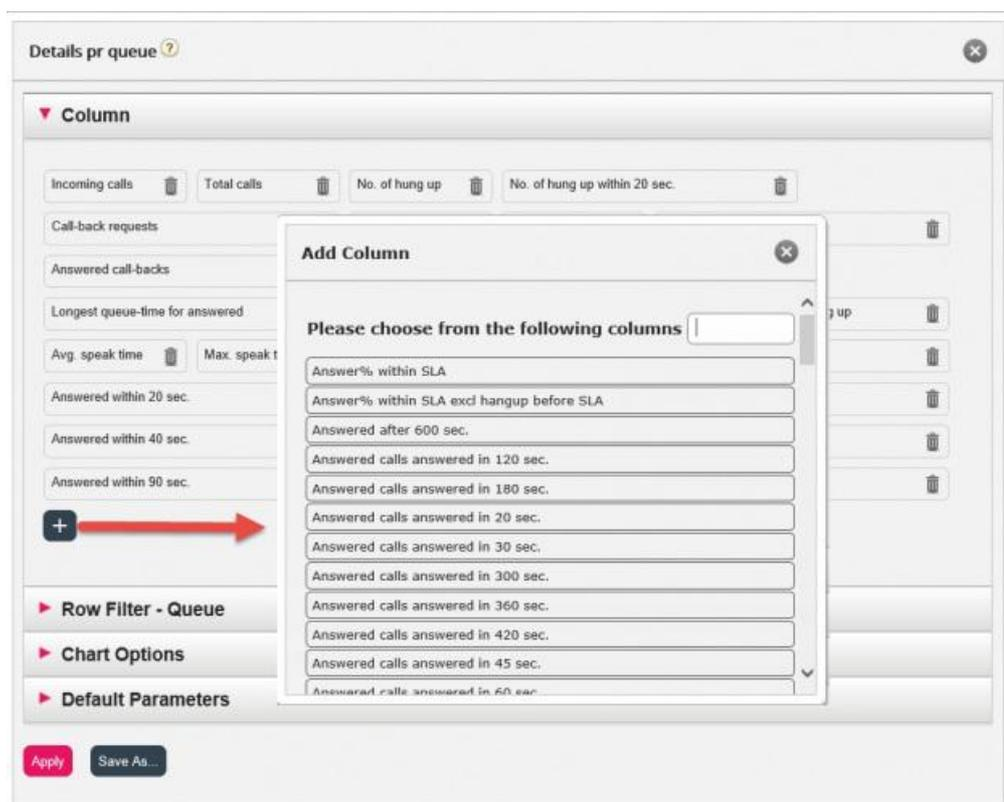 Details pr queue ?
Column
Incoming calls Total calls No. of hung up No. of hung up within 20 sec.
Call-back requests
Add Column
Answered call-backs
Longest queue-time for answered g up
Please choose from the following columns
Avg. speak time Max. speak t
Answer% within SLA
Answered within 20 sec.
Answer% within SLA excl hangup before SLA
Answered after 600 sec.
Answered within 40 sec.
Answered calls answered in 120 sec.
Answered within 90 sec.
Answered calls answered in 180 sec.
Answered calls answered in 20 sec.
Answered calls answered in 30 sec.
Answered calls answered in 300 sec.
Answered calls answered in 360 sec.
Row Filter - Queue
Answered calls answered in 420 sec.
Chart Options
Answered calls answered in 45 sec.
Answered calls answered in 60 sec.
Default Parameters
Apply Save As...